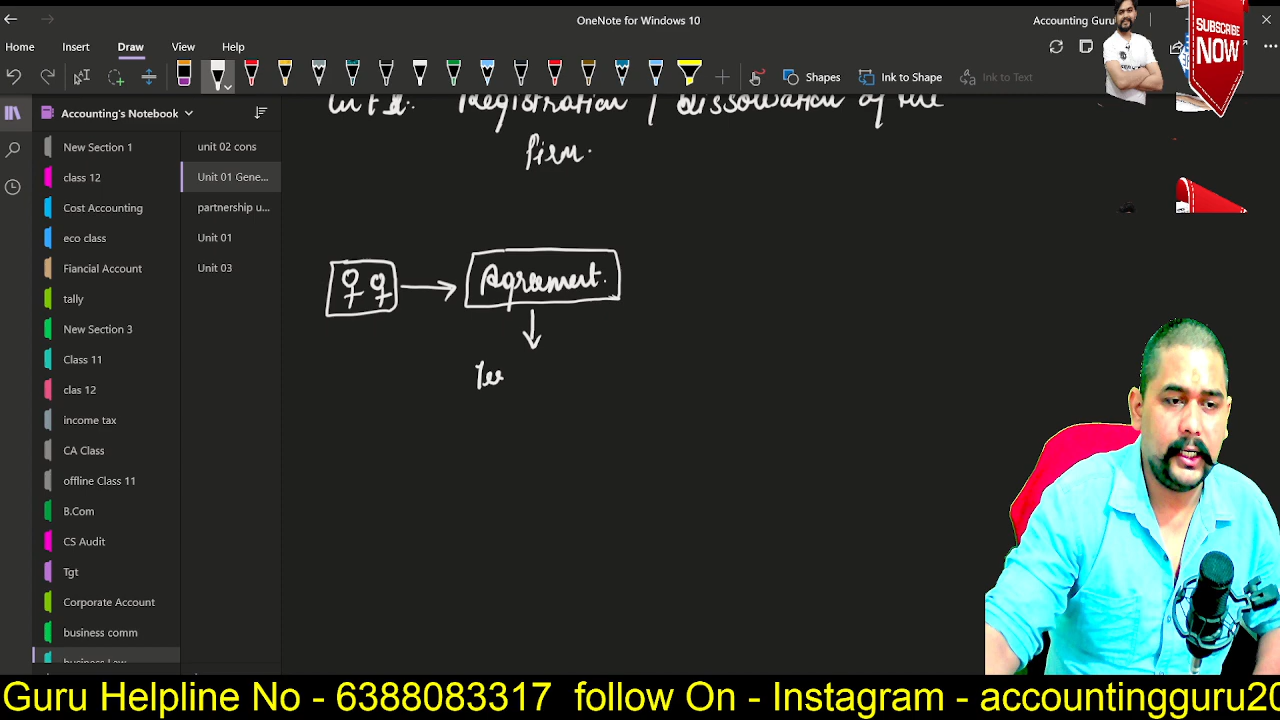 OneNote for Windows 10
Accounting Guru
SUBSCRIBE
NOW
Home Insert Draw View Help
Shapes Ink to Shape Ink to Text
Accounting's Notebook
New Section 1
class 12
Cost Accounting
eco class
Fiancial Account
tally
New Section 3
Class 11
clas 12
income tax
CA Class
offline Class 11
B.Com
CS Audit
Tgt
Corporate Account
business comm
business Law
unit 02 cons
Unit 01 Gene...
partnership u...
Unit 01
Unit 03
Registration / dissolution of the
firm.
Agreement.
Guru Helpline No - 6388083317 follow On - Instagram - accountingguru20